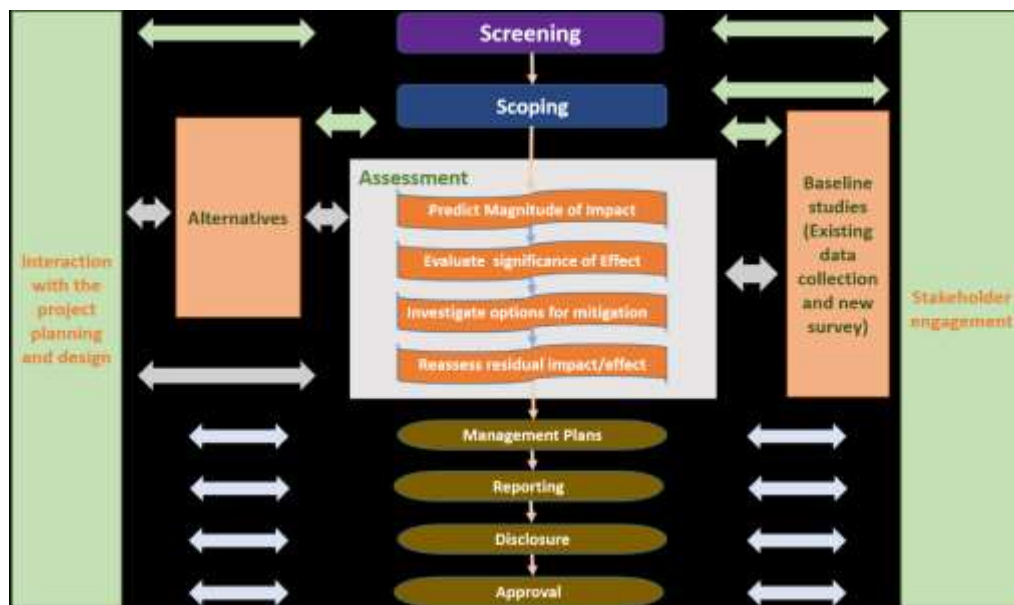 Screening
Scoping
Assessment
Predict Magnitude of Impact
Evaluate significance of Effect
Investigate options for mitigation
Reassess residual impact/effect
Alternatives
Interaction
with the
project
planning
and design
Baseline
studies
(Existing
data
collection
and new
survey)
Stakeholder
engagement
Management Plans
Reporting
Disclosure
Approval